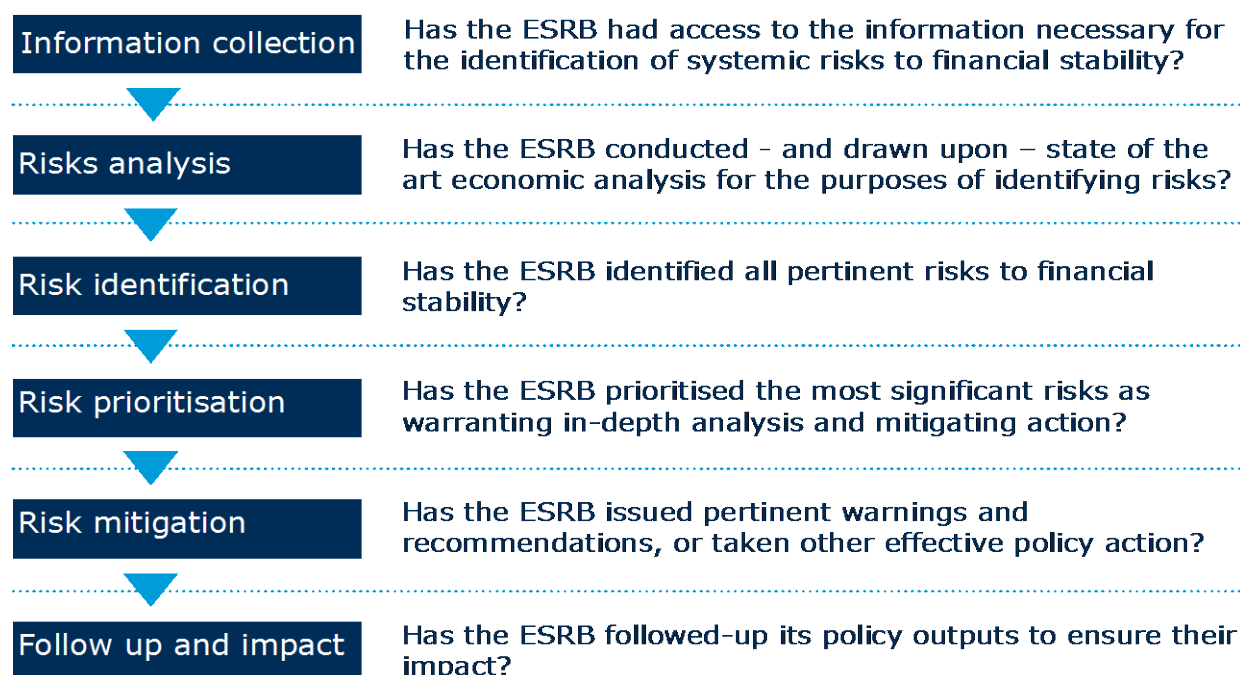 Information collection
Has the ESRB had access to the information necessary for
the identification of systemic risks to financial stability?
Risks analysis
Has the ESRB conducted - and drawn upon – state of the
art economic analysis for the purposes of identifying risks?
Risk identification
Has the ESRB identified all pertinent risks to financial
stability?
Risk prioritisation
Has the ESRB prioritised the most significant risks as
warranting in-depth analysis and mitigating action?
Risk mitigation
Has the ESRB issued pertinent warnings and
recommendations, or taken other effective policy action?
Follow up and impact
Has the ESRB followed-up its policy outputs to ensure their
impact?